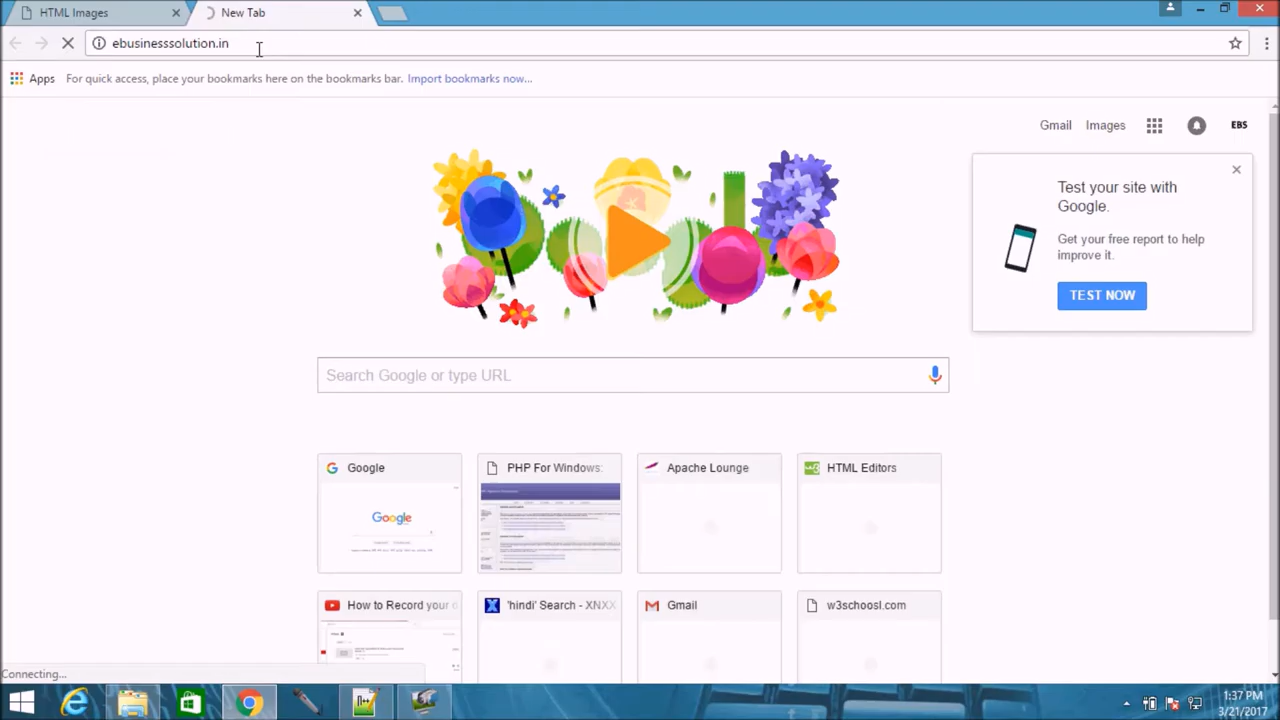 HTML Images
New Tab
ebusinesssolution.in
Apps For quick access, place your bookmarks here on the bookmarks bar. Import bookmarks now...
Gmail Images EBS
Test your site with
Google.
Get your free report to help
improve it.
TEST NOW
Search Google or type URL
Google
PHP For Windows:
Apache Lounge
HTML Editors
Google
How to Record your
'hindi' Search - XNXX
Gmail
w3schoosl.com
Connecting...
1:37 PM
3/21/2017